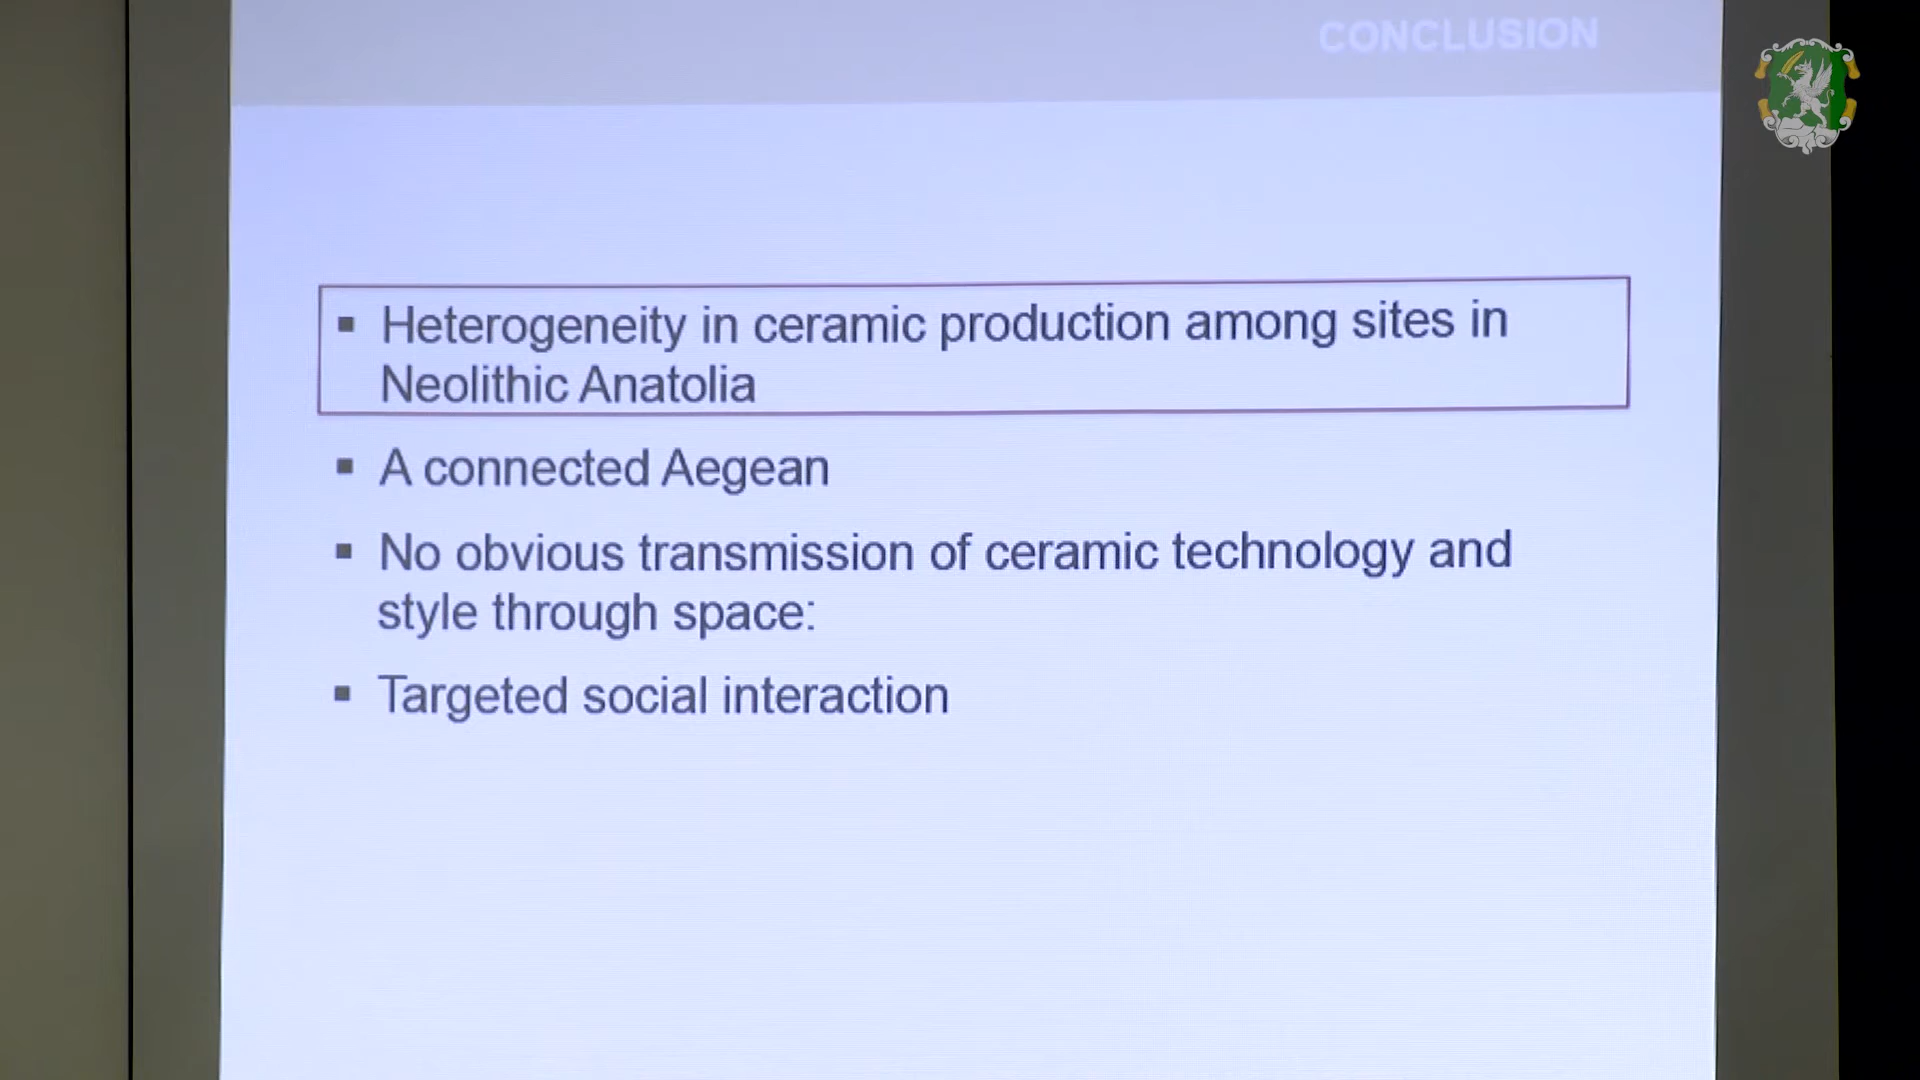 CONCLUSION
▪ Heterogeneity in ceramic production among sites in
Neolithic Anatolia
▪ A connected Aegean
▪ No obvious transmission of ceramic technology and
style through space:
▪ Targeted social interaction